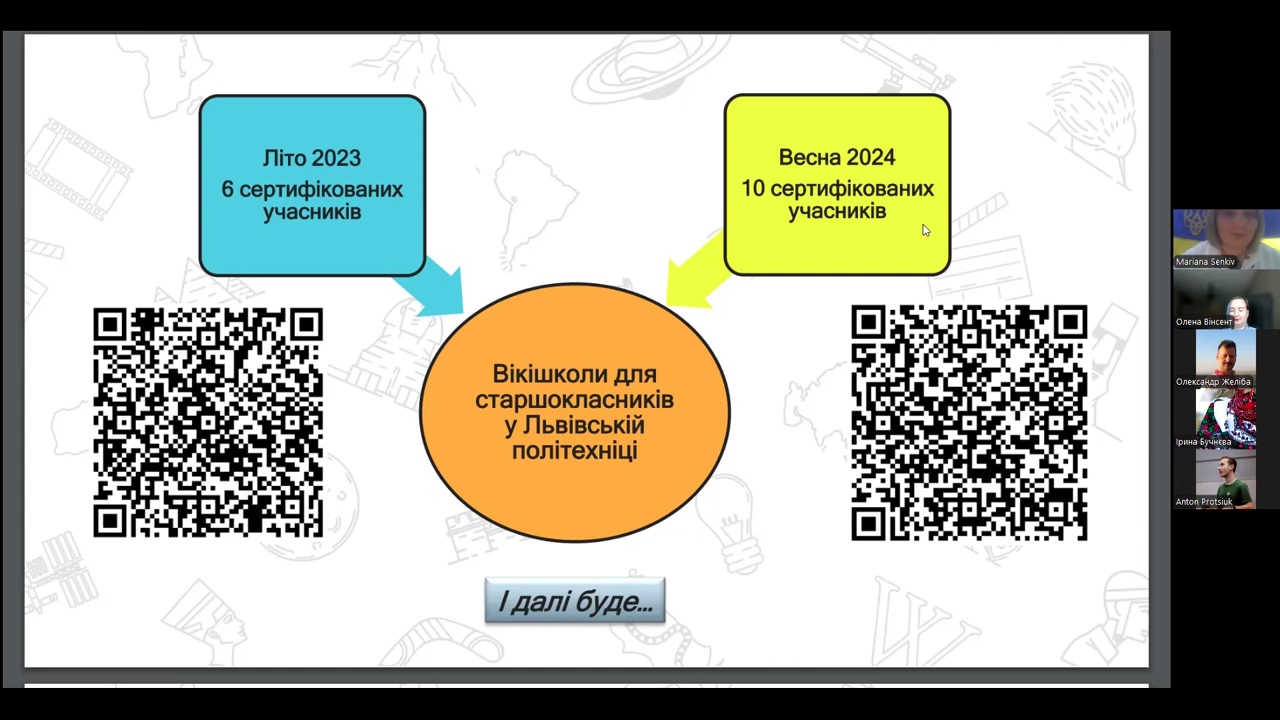 Літо 2023
6 сертифікованих
учасників
Весна 2024
10 сертифікованих
учасників
Вікішколи для
старшокласників
у Львівській
політехніці
І далі буде...
Mariana Senkiv
Олена Вінсент
Олександр Желіба
Ірина Бучнєва
Anton Protsiuk